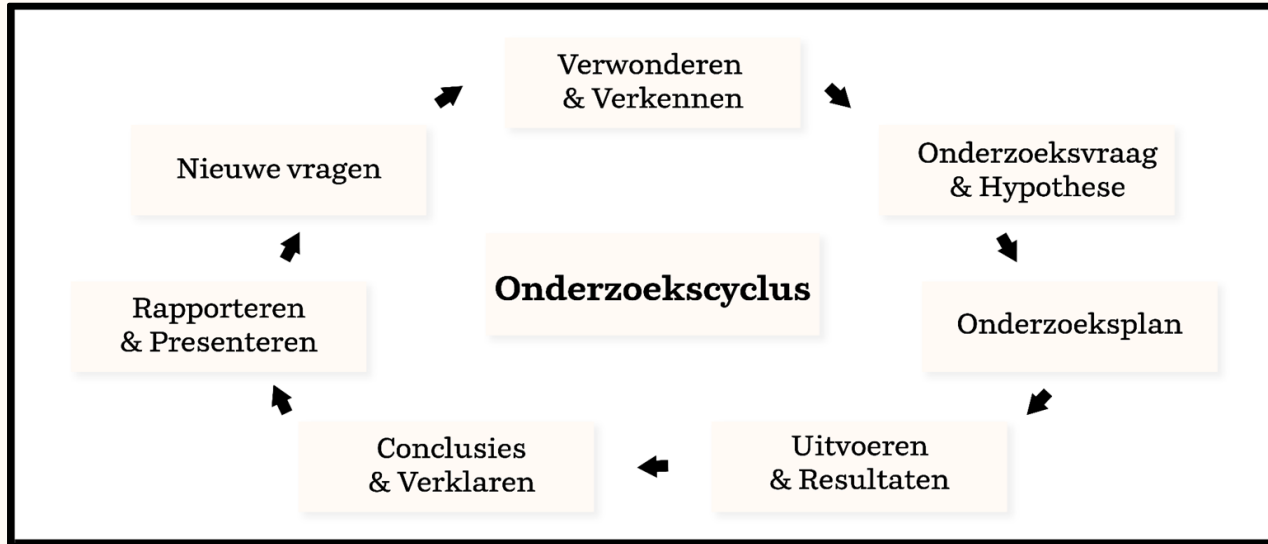 Verwonderen
& Verkennen
Onderzoeksvraag
& Hypothese
Onderzoeksplan
Uitvoeren
& Resultaten
Conclusies
& Verklaren
Rapporteren
& Presenteren
Nieuwe vragen
Onderzoekscyclus